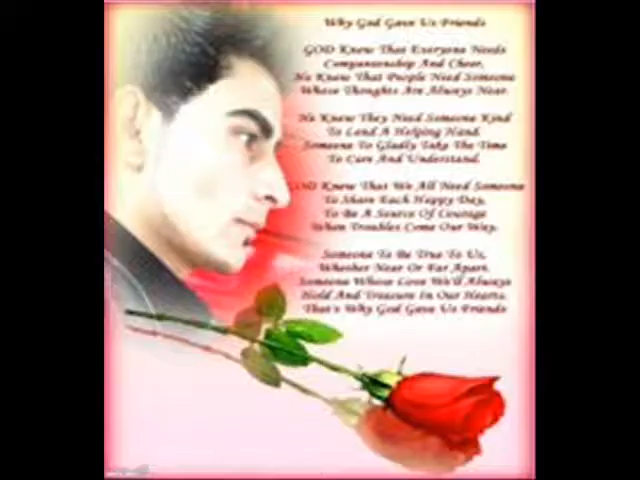 Why God Gave Us Friends
GOD Knew That Everyone Needs
Companionship And Cheer,
He Knew That People Need Someone
Whose Thoughts Are Always Near.
He Knew They Need Someone Kind
To Lend A Helping Hand
Someone To Gladly Take The Time
To Care And Understand.
GOD Knew That We All Need Someone
To Share Each Happy Day,
To Be A Source Of Courage
When Troubles Come Our Way.
Someone To Be True To Us,
Whether Near Or Far Apart.
Someone Whose Love We'll Always
Hold And Treasure In Our Hearts.
That's Why God Gave Us Friends